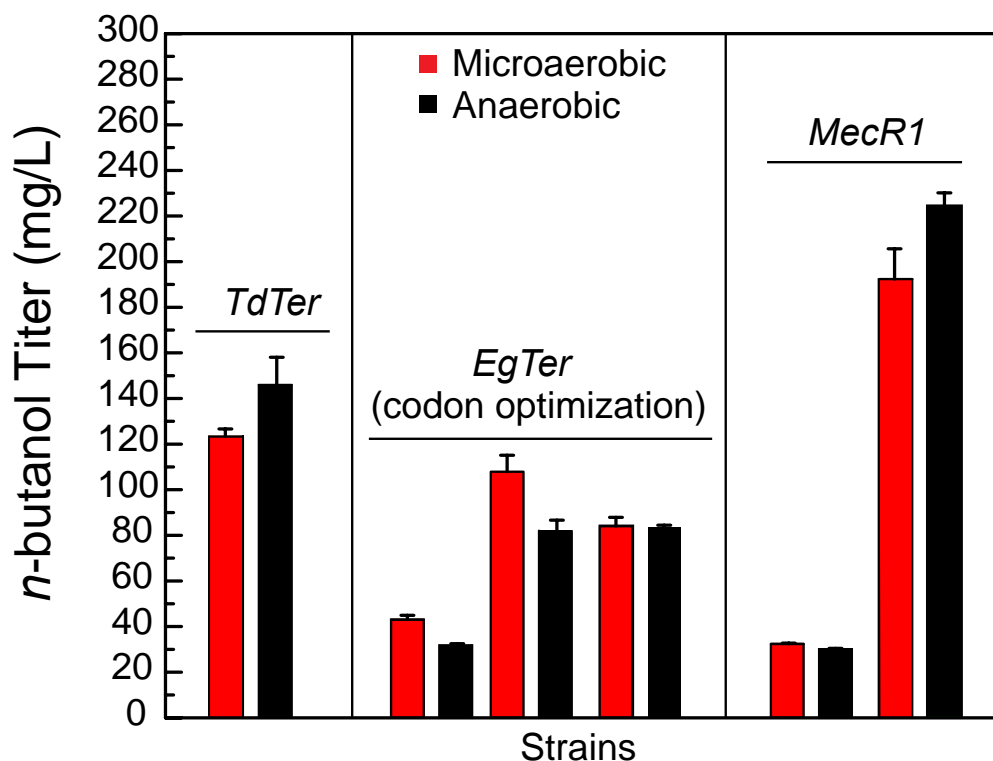 n-butanol Titer (mg/L)
300
280
260
240
220
200
180
160
140
120
100
80
60
40
20
0
Microaerobic
Anaerobic
TdTer
EgTer
(codon optimization)
MecR1
Strains